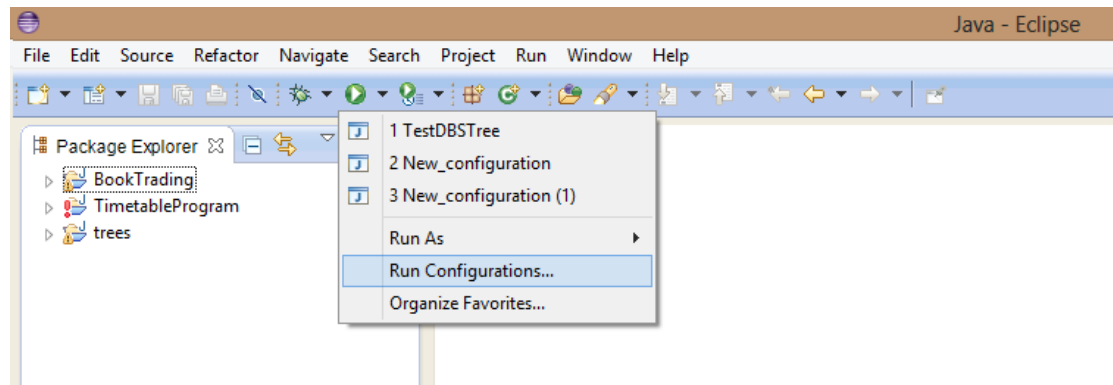 Java - Eclipse
File Edit Source Refactor Navigate Search Project Run Window Help
Package Explorer
BookTrading
TimetableProgram
trees
1 TestDBSTree
2 New_configuration
3 New_configuration (1)
Run As
Run Configurations...
Organize Favorites...